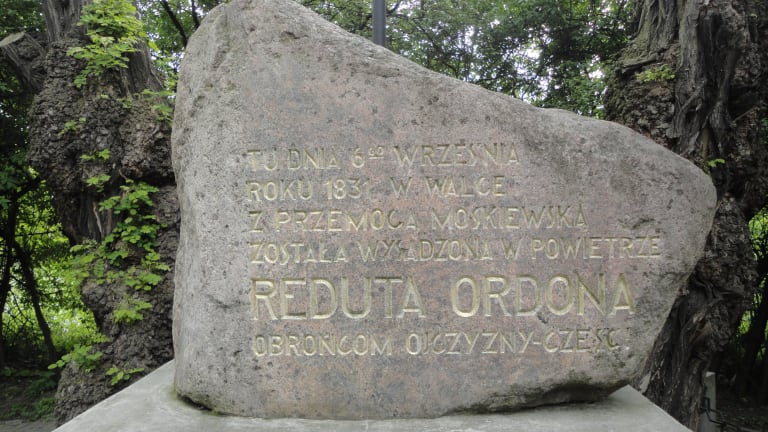 TU DNIA 6GO WRZEŚNIA
ROKU 1831 W WALCE
Z PRZEMOCĄ MOSKIEWSKĄ
ZOSTAŁA WYSADZONA W POWIETRZE
REDUTA ORDONA
OBROŃCOM OJCZYZNY-CZEŚĆ!